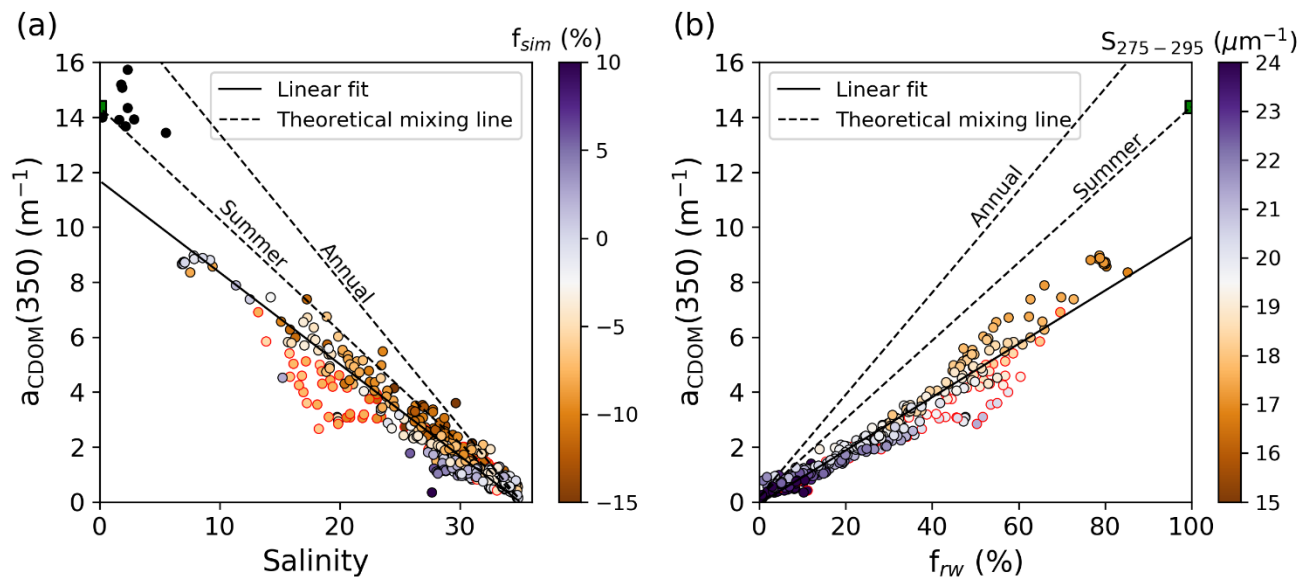 (a)
f_sim (%)
a_CDOM(350) (m⁻¹)
16
14
12
10
8
6
4
2
0
Linear fit
Theoretical mixing line
Summer
Annual
0
10
20
30
Salinity
10
5
0
−5
−10
−15
(b)
S_275−295 (μm⁻¹)
a_CDOM(350) (m⁻¹)
16
14
12
10
8
6
4
2
0
Linear fit
Theoretical mixing line
Annual
Summer
0
20
40
60
80
100
f_rw (%)
24
23
22
21
20
19
18
17
16
15